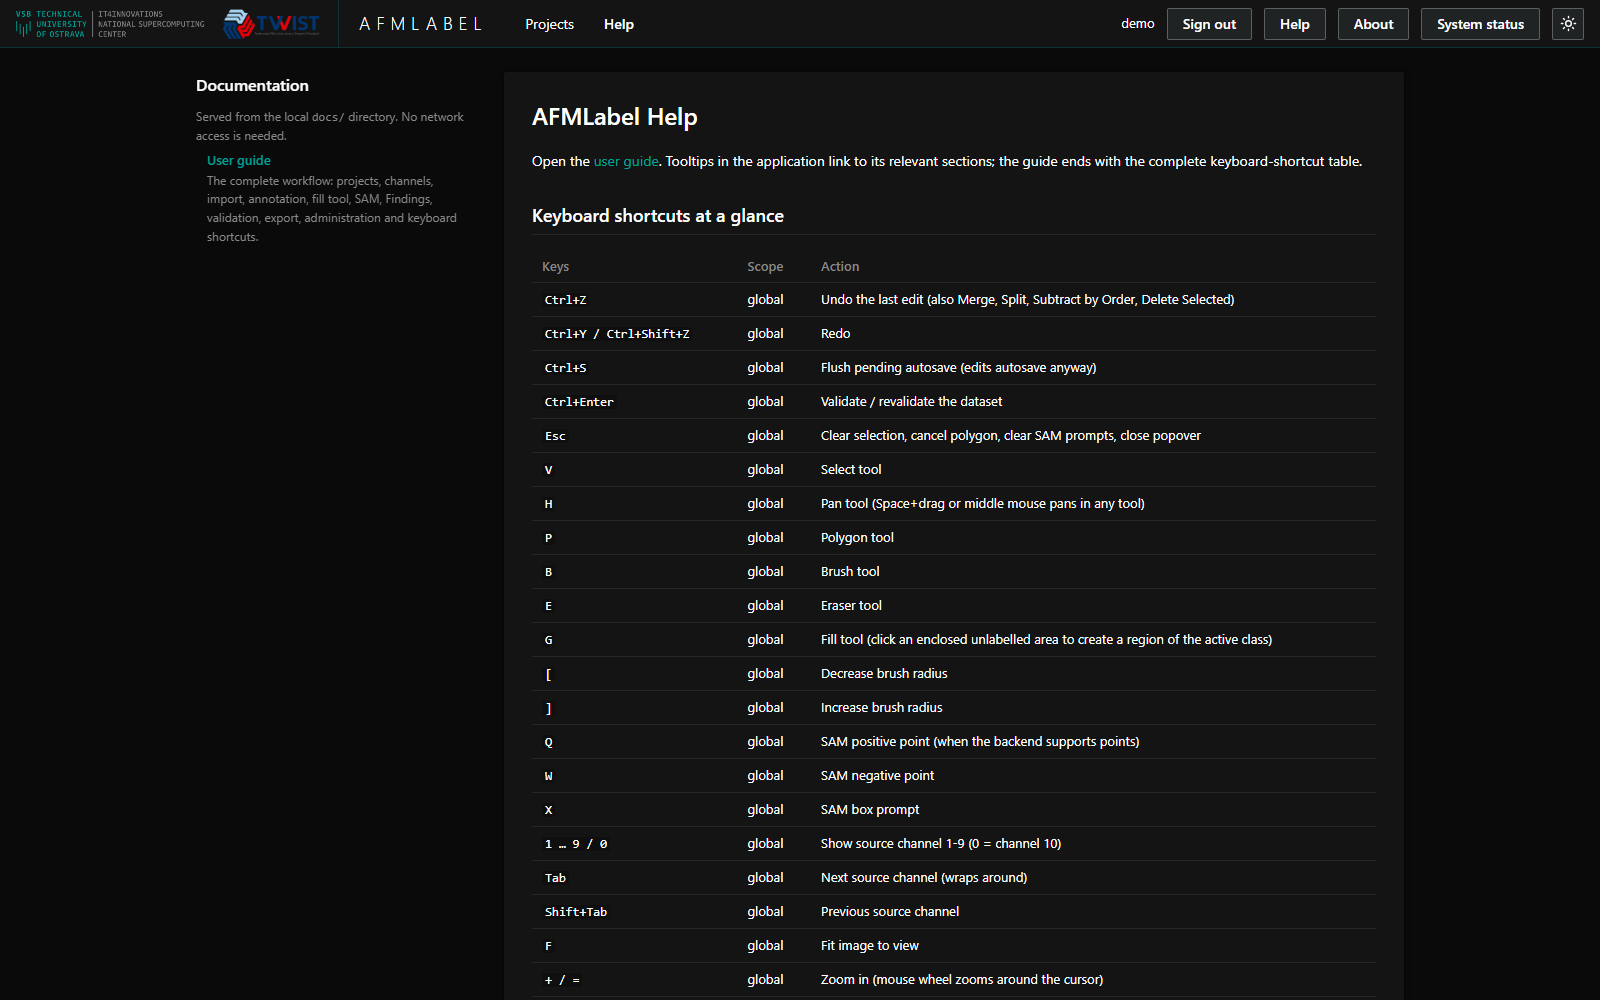 VSB TECHNICAL
UNIVERSITY
OF OSTRAVA
IT4INNOVATIONS
NATIONAL SUPERCOMPUTING
CENTER
TWIST
AFMLABEL
Projects
Help
demo
Sign out
Help
About
System status
Documentation
Served from the local docs/ directory. No network
access is needed.
User guide
The complete workflow: projects, channels,
import, annotation, fill tool, SAM, Findings,
validation, export, administration and keyboard
shortcuts.
AFMLabel Help
Open the user guide. Tooltips in the application link to its relevant sections; the guide ends with the complete keyboard-shortcut table.
Keyboard shortcuts at a glance
Keys Scope Action
Ctrl+Z global Undo the last edit (also Merge, Split, Subtract by Order, Delete Selected)
Ctrl+Y / Ctrl+Shift+Z global Redo
Ctrl+S global Flush pending autosave (edits autosave anyway)
Ctrl+Enter global Validate / revalidate the dataset
Esc global Clear selection, cancel polygon, clear SAM prompts, close popover
V global Select tool
H global Pan tool (Space+drag or middle mouse pans in any tool)
P global Polygon tool
B global Brush tool
E global Eraser tool
G global Fill tool (click an enclosed unlabelled area to create a region of the active class)
[ global Decrease brush radius
] global Increase brush radius
Q global SAM positive point (when the backend supports points)
W global SAM negative point
X global SAM box prompt
1 … 9 / 0 global Show source channel 1-9 (0 = channel 10)
Tab global Next source channel (wraps around)
Shift+Tab global Previous source channel
F global Fit image to view
+ / = global Zoom in (mouse wheel zooms around the cursor)